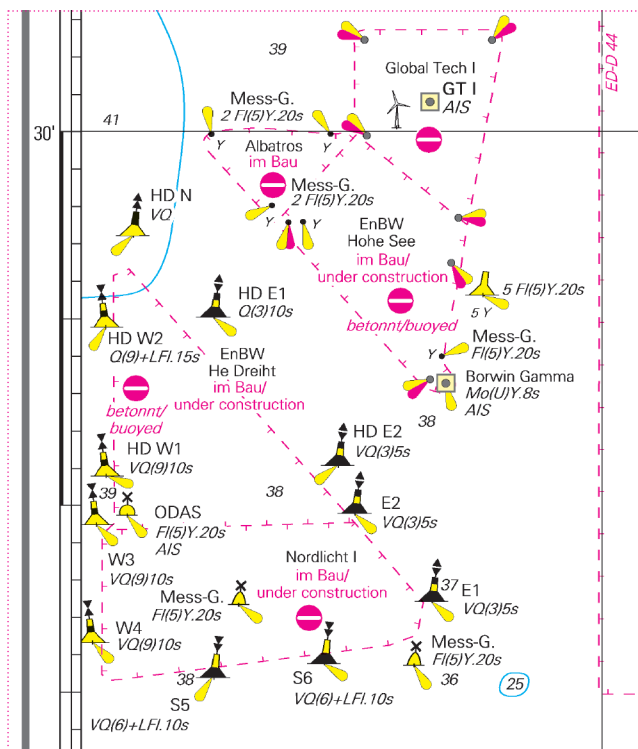 39
Global Tech I
GT I
AIS
ED-D 44
Mess-G.
2 Fl(5)Y.20s
41
30'
Y
Y
Albatros
im Bau
Mess-G.
2 Fl(5)Y.20s
Y
Y
HD N
VQ
EnBW
Hohe See
im Bau/
under construction
betonnt/buoyed
5 Fl(5)Y.20s
5 Y
HD E1
Q(3)10s
HD W2
Q(9)+LFl.15s
Mess-G.
Fl(5)Y.20s
Y
EnBW
He Dreiht
im Bau/
under construction
betonnt/
buoyed
Borwin Gamma
Mo(U)Y.8s
AIS
38
HD E2
VQ(3)5s
HD W1
VQ(9)10s
39
38
ODAS
Fl(5)Y.20s
AIS
E2
VQ(3)5s
W3
VQ(9)10s
Nordlicht I
im Bau/
under construction
Mess-G.
Fl(5)Y.20s
37
E1
VQ(3)5s
W4
VQ(9)10s
Mess-G.
Fl(5)Y.20s
36
38
S5
VQ(6)+LFl.10s
S6
VQ(6)+LFl.10s
25